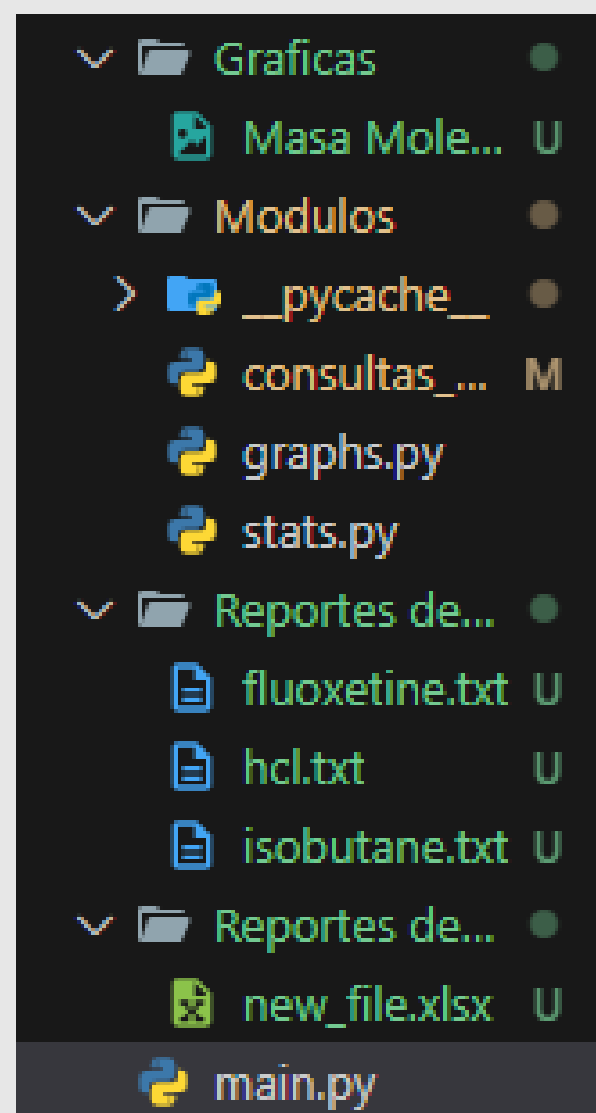 Graficas
Masa Mole... U
Modulos
__pycache__
consultas_... M
graphs.py
stats.py
Reportes de...
fluoxetine.txt U
hcl.txt U
isobutane.txt U
Reportes de...
new_file.xlsx U
main.py